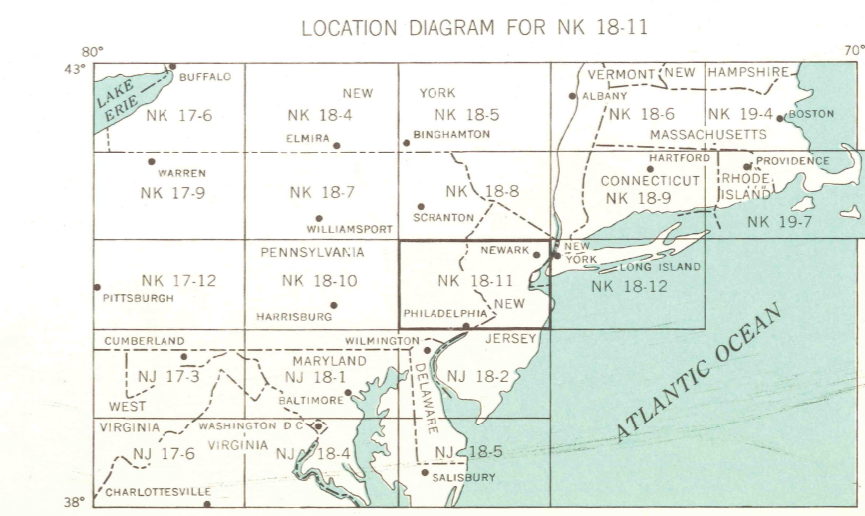 LOCATION DIAGRAM FOR NK 18-11
80° 70°
43°
BUFFALO
LAKE ERIE
NK 17-6
NEW YORK
NK 18-4
NK 18-5
ELMIRA
BINGHAMTON
VERMONT NEW HAMPSHIRE
ALBANY
NK 18-6
NK 19-4
BOSTON
MASSACHUSETTS
WARREN
NK 17-9
NK 18-7
WILLIAMSPORT
NK 18-8
SCRANTON
HARTFORD
PROVIDENCE
CONNECTICUT
RHODE ISLAND
NK 18-9
NK 19-7
PENNSYLVANIA
NEWARK
NEW YORK
LONG ISLAND
NK 17-12
NK 18-10
NK 18-11
NK 18-12
PITTSBURGH
HARRISBURG
PHILADELPHIA
NEW JERSEY
CUMBERLAND
WILMINGTON
MARYLAND
NJ 17-3
NJ 18-1
NJ 18-2
BALTIMORE
DELAWARE
WEST VIRGINIA
WASHINGTON D C
VIRGINIA
NJ 17-6
NJ 18-4
NJ 18-5
SALISBURY
CHARLOTTESVILLE
ATLANTIC OCEAN
38°